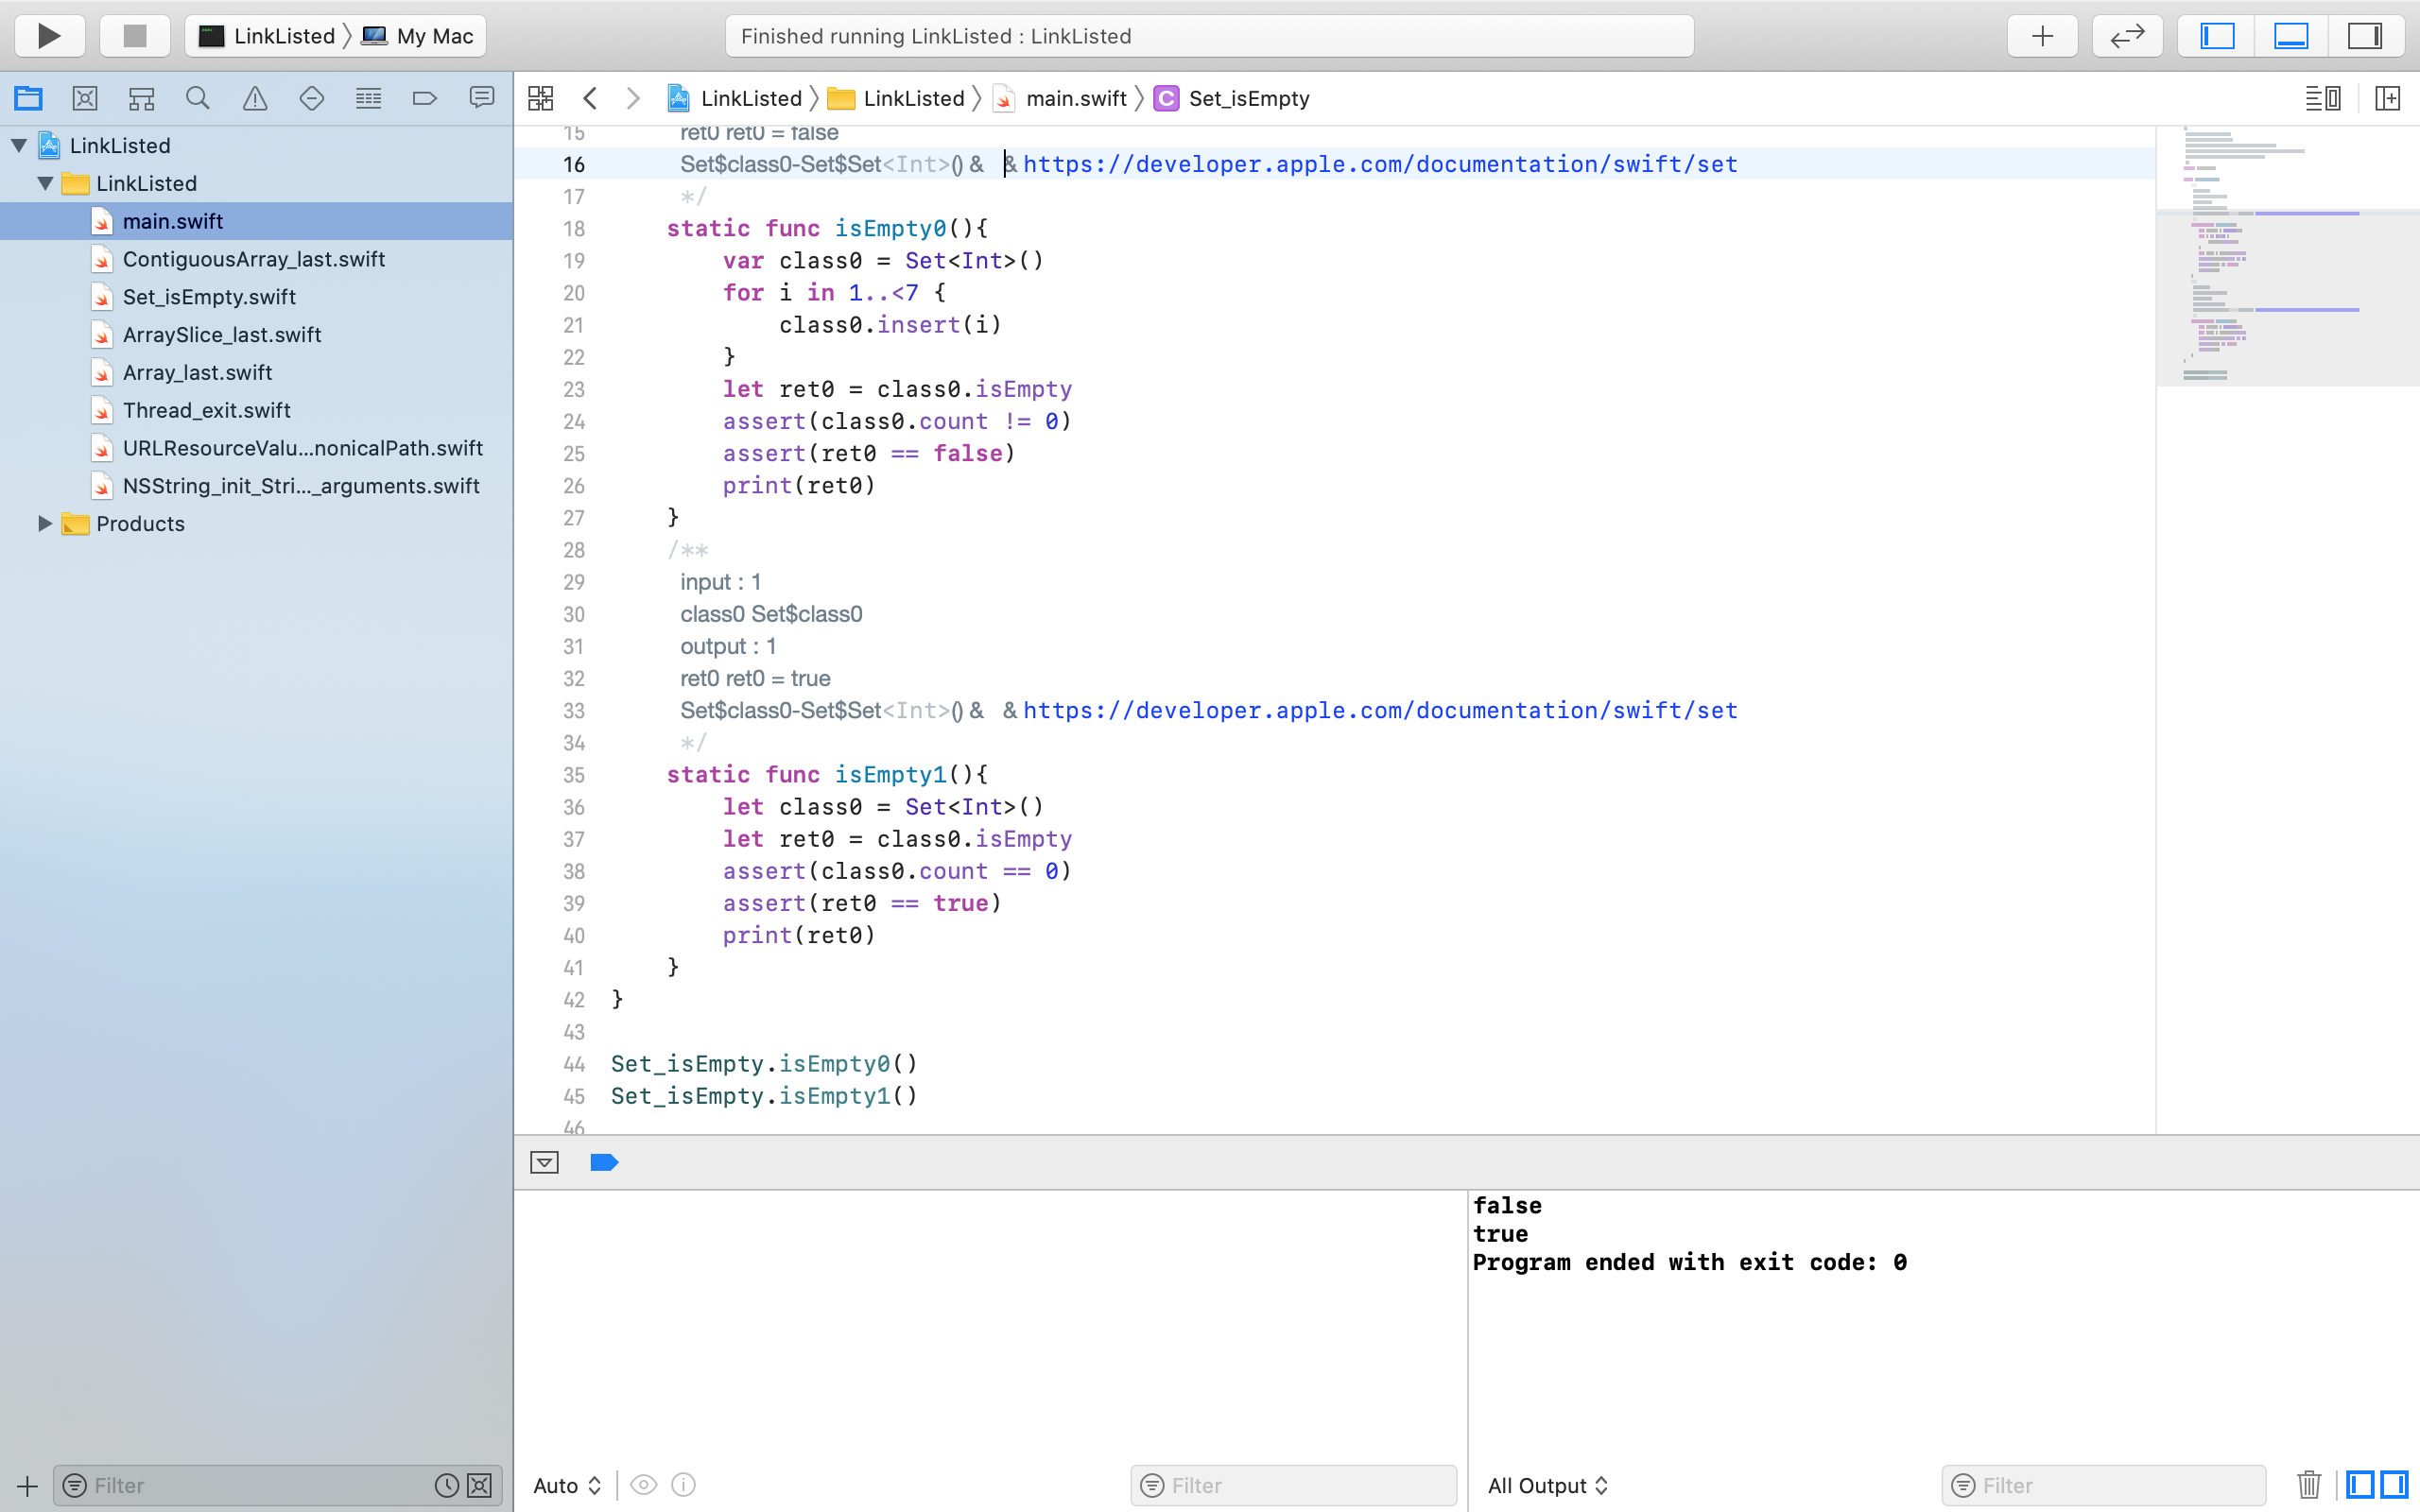 LinkListed 〉 My Mac
Finished running LinkListed : LinkListed
LinkListed
LinkListed
main.swift
ContiguousArray_last.swift
Set_isEmpty.swift
ArraySlice_last.swift
Array_last.swift
Thread_exit.swift
URLResourceValu...nonicalPath.swift
NSString_init_Stri..._arguments.swift
Products
Filter
LinkListed 〉 LinkListed 〉 main.swift 〉 C Set_isEmpty
15 ret0 ret0 = false
16 Set$class0-Set$Set<Int>() & & https://developer.apple.com/documentation/swift/set
17 */
18 static func isEmpty0(){
19 var class0 = Set<Int>()
20 for i in 1..<7 {
21 class0.insert(i)
22 }
23 let ret0 = class0.isEmpty
24 assert(class0.count != 0)
25 assert(ret0 == false)
26 print(ret0)
27 }
28 /**
29 input : 1
30 class0 Set$class0
31 output : 1
32 ret0 ret0 = true
33 Set$class0-Set$Set<Int>() & & https://developer.apple.com/documentation/swift/set
34 */
35 static func isEmpty1(){
36 let class0 = Set<Int>()
37 let ret0 = class0.isEmpty
38 assert(class0.count == 0)
39 assert(ret0 == true)
40 print(ret0)
41 }
42 }
43
44 Set_isEmpty.isEmpty0()
45 Set_isEmpty.isEmpty1()
46
false
true
Program ended with exit code: 0
Auto
Filter
All Output
Filter